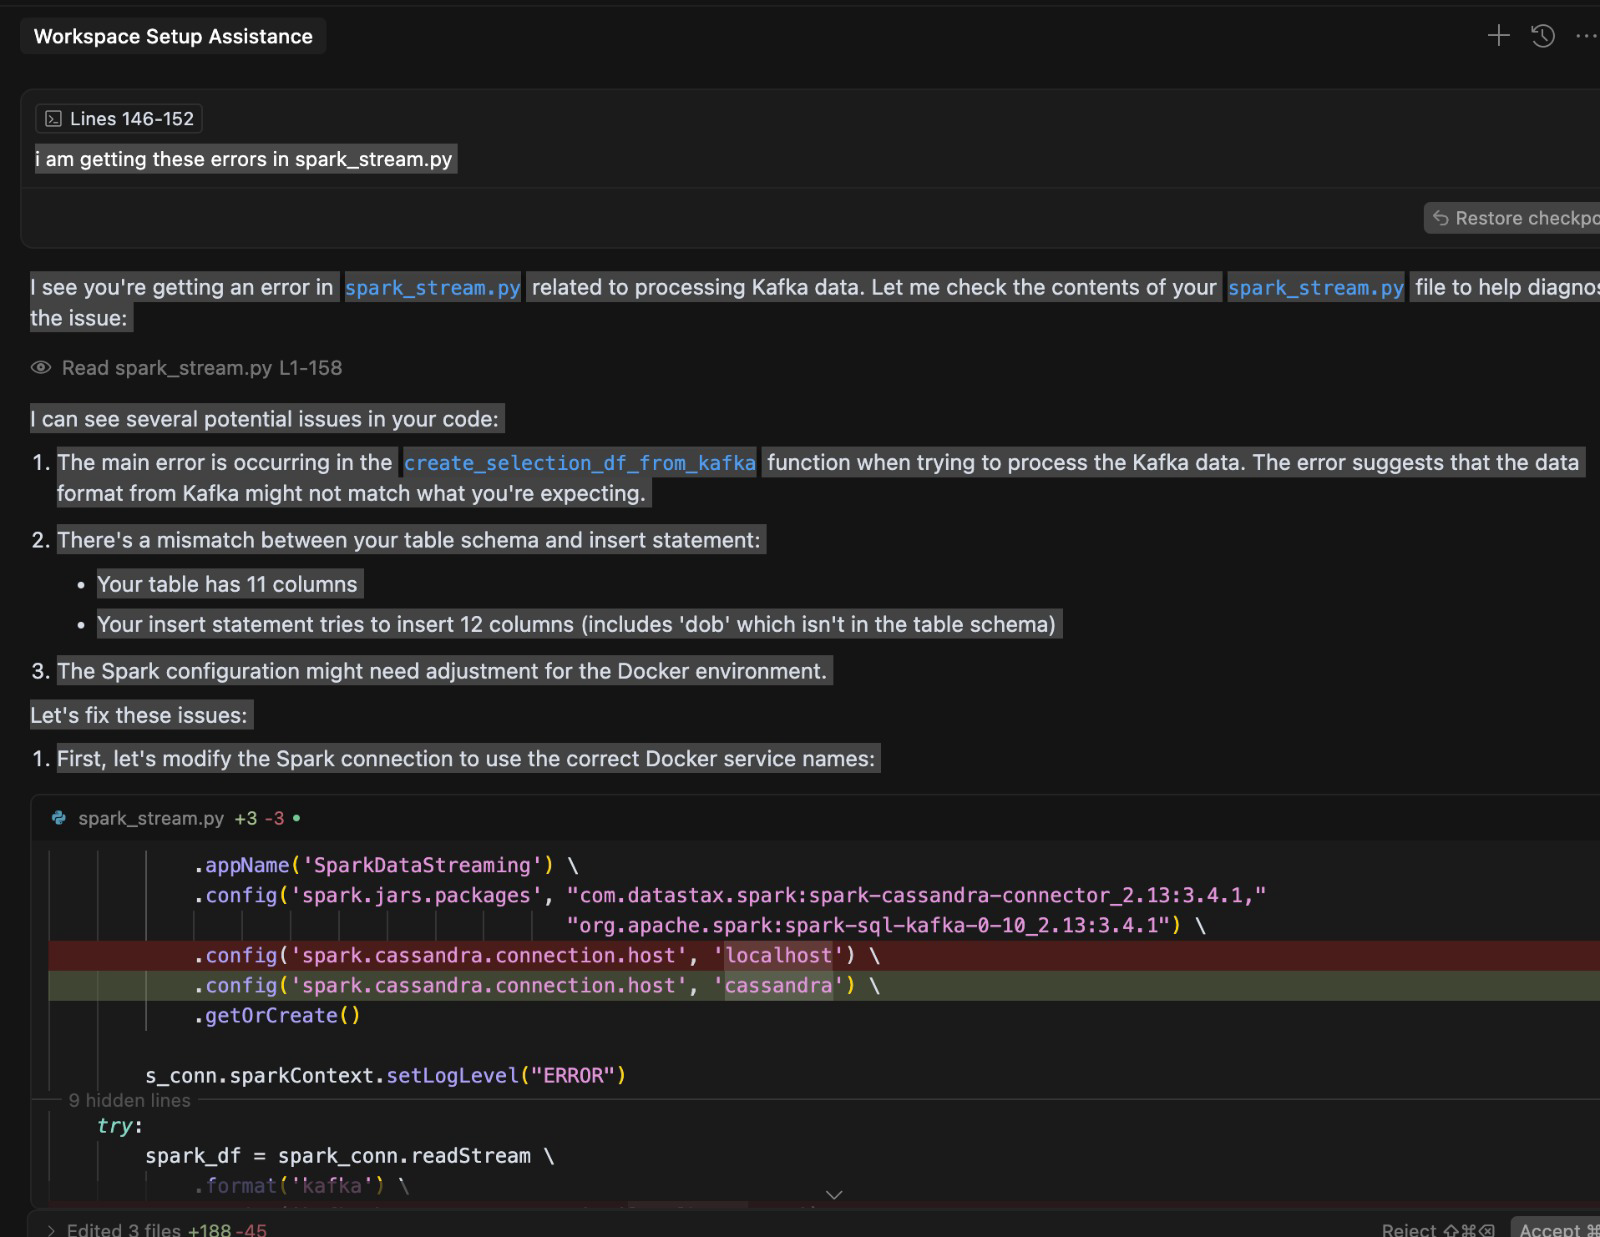 Workspace Setup Assistance
Lines 146-152
i am getting these errors in spark_stream.py
Restore checkpo
I see you're getting an error in spark_stream.py related to processing Kafka data. Let me check the contents of your spark_stream.py file to help diagnos
the issue:
Read spark_stream.py L1-158
I can see several potential issues in your code:
1. The main error is occurring in the create_selection_df_from_kafka function when trying to process the Kafka data. The error suggests that the data
format from Kafka might not match what you're expecting.
2. There's a mismatch between your table schema and insert statement:
• Your table has 11 columns
• Your insert statement tries to insert 12 columns (includes 'dob' which isn't in the table schema)
3. The Spark configuration might need adjustment for the Docker environment.
Let's fix these issues:
1. First, let's modify the Spark connection to use the correct Docker service names:
spark_stream.py +3 -3
.appName('SparkDataStreaming') \
.config('spark.jars.packages', "com.datastax.spark:spark-cassandra-connector_2.13:3.4.1,"
"org.apache.spark:spark-sql-kafka-0-10_2.13:3.4.1") \
.config('spark.cassandra.connection.host', 'localhost') \
.config('spark.cassandra.connection.host', 'cassandra') \
.getOrCreate()
s_conn.sparkContext.setLogLevel("ERROR")
9 hidden lines
try:
spark_df = spark_conn.readStream \
.format('kafka') \
Edited 3 files +188 -45
Reject ⇧⌘⌫ Accept ⌘